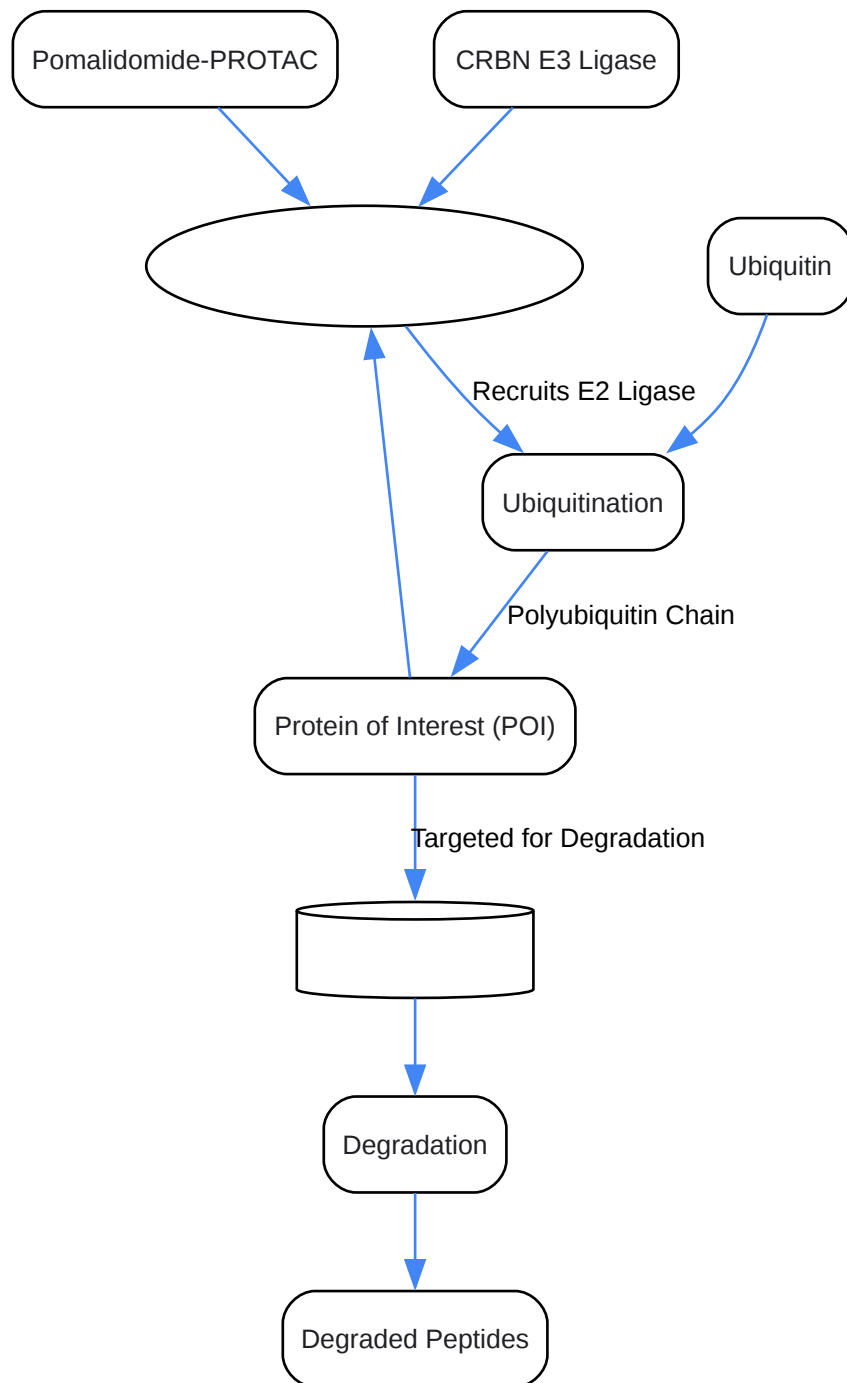 Pomalidomide-PROTAC
CRBN E3 Ligase
Ubiquitin
Recruits E2 Ligase
Ubiquitination
Polyubiquitin Chain
Protein of Interest (POI)
Targeted for Degradation
Degradation
Degraded Peptides